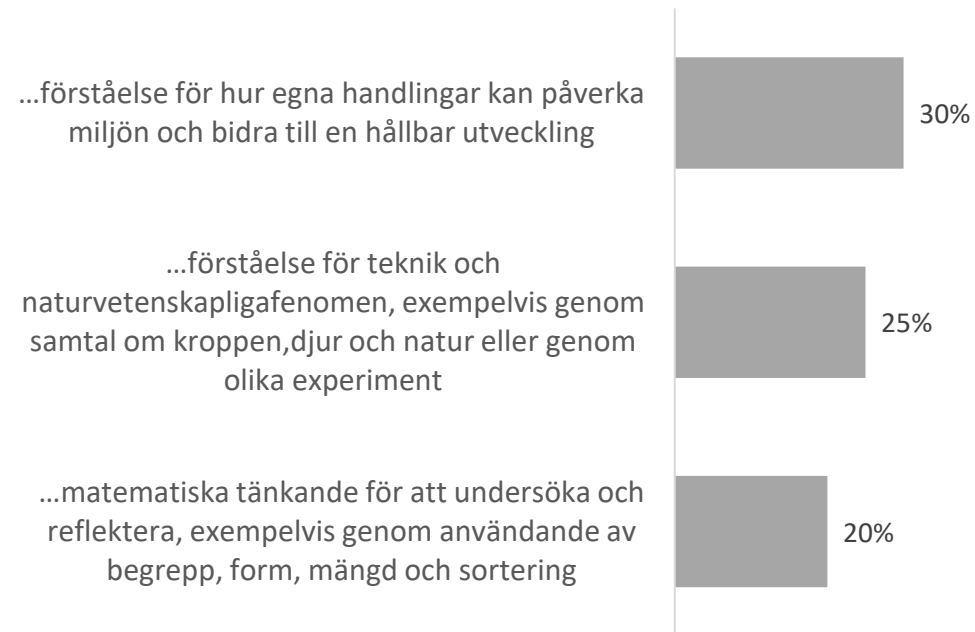 ...förståelse för hur egna handlingar kan påverka
miljön och bidra till en hållbar utveckling
30%
...förståelse för teknik och
naturvetenskapligafenomen, exempelvis genom
samtal om kroppen,djur och natur eller genom
olika experiment
25%
...matematiska tänkande för att undersöka och
reflektera, exempelvis genom användande av
begrepp, form, mängd och sortering
20%